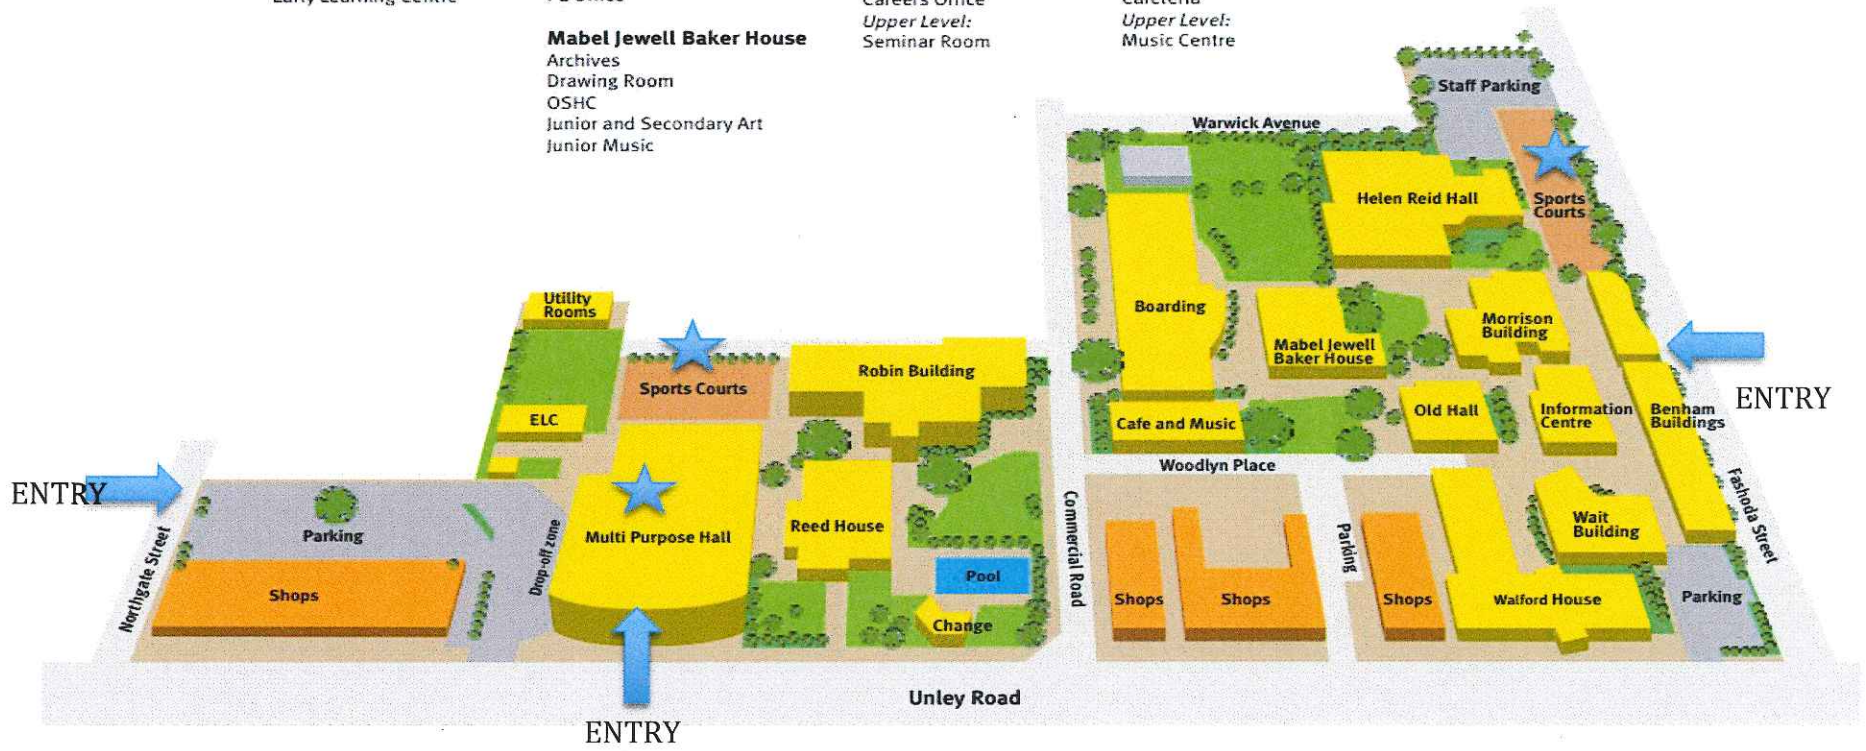 Early Learning Centre
Mabel Jewell Baker House
Archives
Drawing Room
OSHC
Junior and Secondary Art
Junior Music
Careers Office
Upper Level:
Seminar Room
Cafeteria
Upper Level:
Music Centre
Staff Parking
Warwick Avenue
Helen Reid Hall
Sports
Courts
Utility
Rooms
Boarding
Morrison
Building
Mabel Jewell
Baker House
Robin Building
Sports Courts
ENTRY
ELC
Cafe and Music
Old Hall
Information
Centre
Benham
Buildings
Woodlyn Place
ENTRY
Parking
Drop-off zone
Multi Purpose Hall
Reed House
Pool
Commercial Road
Parking
Wait
Building
Fashoda Street
Northgate Street
Shops
Change
Shops
Shops
Shops
Walford House
Parking
Unley Road
ENTRY